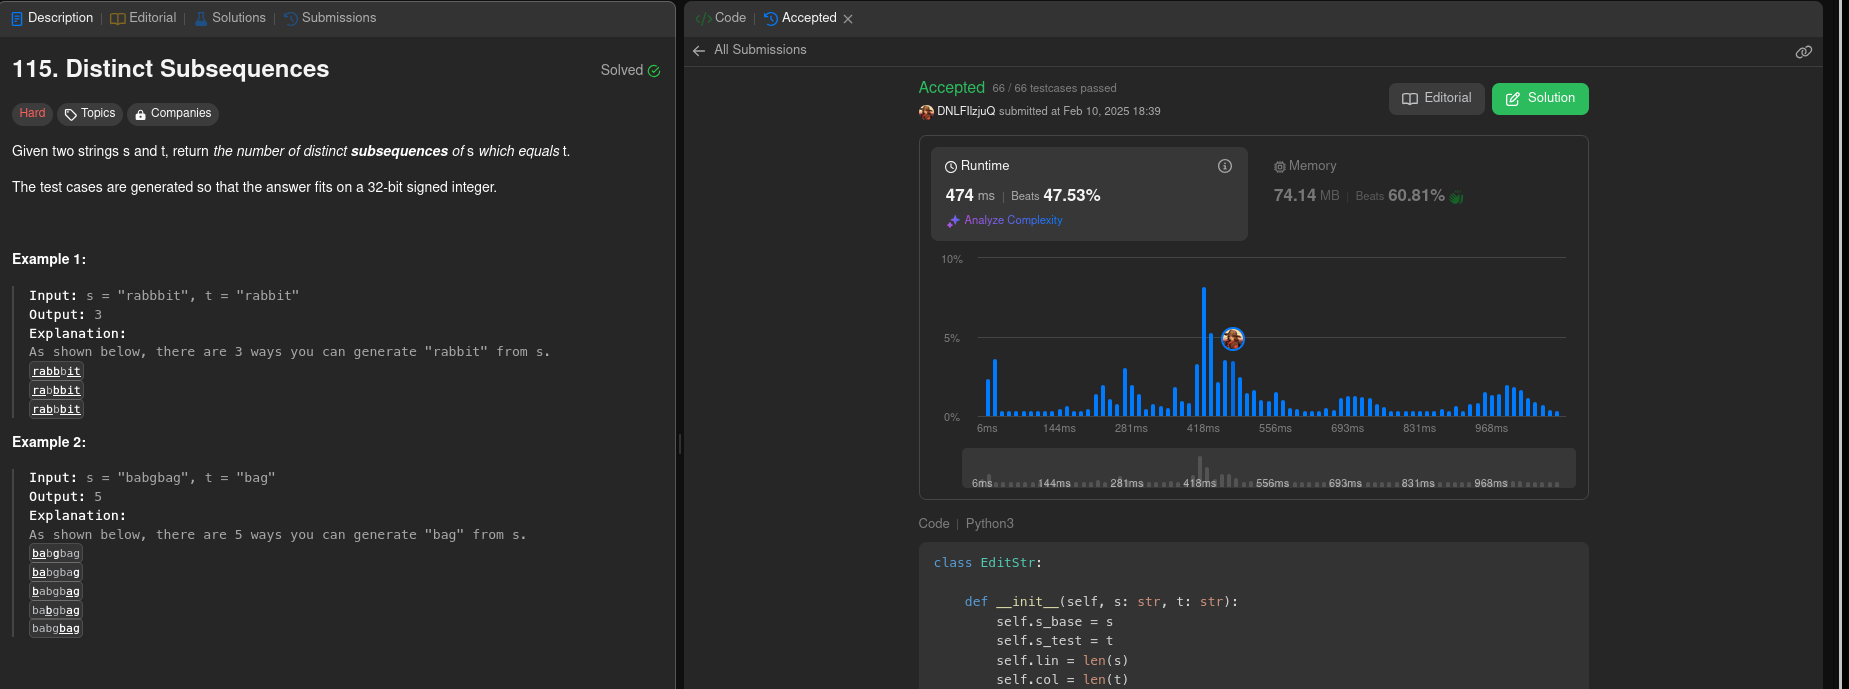 Description | Editorial | Solutions | Submissions
115. Distinct Subsequences
Solved
Hard Topics Companies
Given two strings s and t, return the number of distinct subsequences of s which equals t.
The test cases are generated so that the answer fits on a 32-bit signed integer.
Example 1:
Input: s = "rabbbit", t = "rabbit"
Output: 3
Explanation:
As shown below, there are 3 ways you can generate "rabbit" from s.
rabbbit
rabbbit
rabbbit
Example 2:
Input: s = "babgbag", t = "bag"
Output: 5
Explanation:
As shown below, there are 5 ways you can generate "bag" from s.
babgbag
babgbag
babgbag
babgbag
babgbag
</> Code | Accepted
All Submissions
Accepted 66 / 66 testcases passed
DNLFIlzjuQ submitted at Feb 10, 2025 18:39
Editorial
Solution
Runtime
474 ms | Beats 47.53%
Analyze Complexity
Memory
74.14 MB | Beats 60.81%
10%
5%
0%
6ms 144ms 281ms 418ms 556ms 693ms 831ms 968ms
6ms 144ms 281ms 418ms 556ms 693ms 831ms 968ms
Code | Python3
class EditStr:
def __init__(self, s: str, t: str):
self.s_base = s
self.s_test = t
self.lin = len(s)
self.col = len(t)